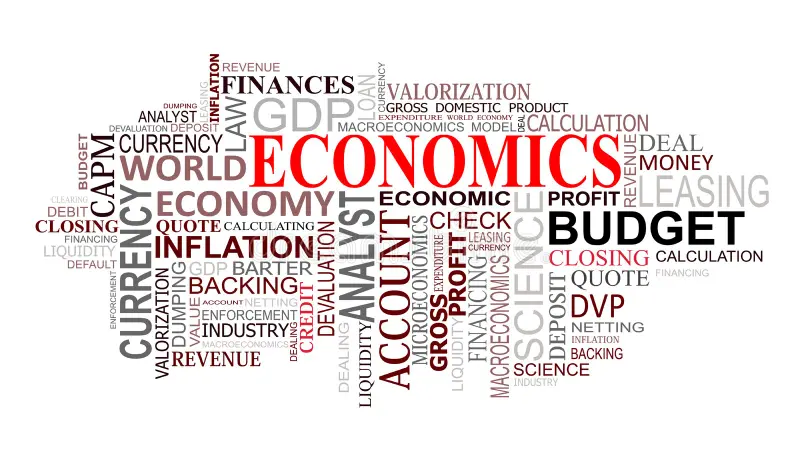 REVENUE
INFLATION
FINANCES
LEASING
LAW
GDP
LOAN
CURRENCY
VALORIZATION
DUMPING
ANALYST
GROSS DOMESTIC PRODUCT
EXPENDITURE WORLD ECONOMY
DEVALUATION DEPOSIT
MACROECONOMICS MODEL
DEAL
CALCULATION
BUDGET
CAPM
CURRENCY
WORLD
ECONOMICS
REVENUE
DEAL
MONEY
CLEARING
DEBIT
CLOSING
FINANCING
LIQUIDITY
DEFAULT
ENFORCEMENT
CURRENCY
ECONOMY
ANALYST
ECONOMIC
PROFIT
LEASING
QUOTE CALCULATING
ACCOUNT
MICROECONOMICS
CHECK
SCIENCE
BUDGET
INFLATION
DEVALUATION
GROSS
EXPENDITURE
PROFIT
LEASING
CURRENCY
CLOSING
CALCULATION
VALORIZATION
DUMPING
GDP BARTER
BACKING
FINANCING
MACROECONOMICS
DEPOSIT
QUOTE
FINANCING
VALUE
ACCOUNT NETTING
ENFORCEMENT
INDUSTRY
MACROECONOMICS
DEALING
CREDIT
DVP
NETTING
INFLATION
BACKING
REVENUE
DEALING
LIQUIDITY
LIQUIDITY
SCIENCE
INDUSTRY